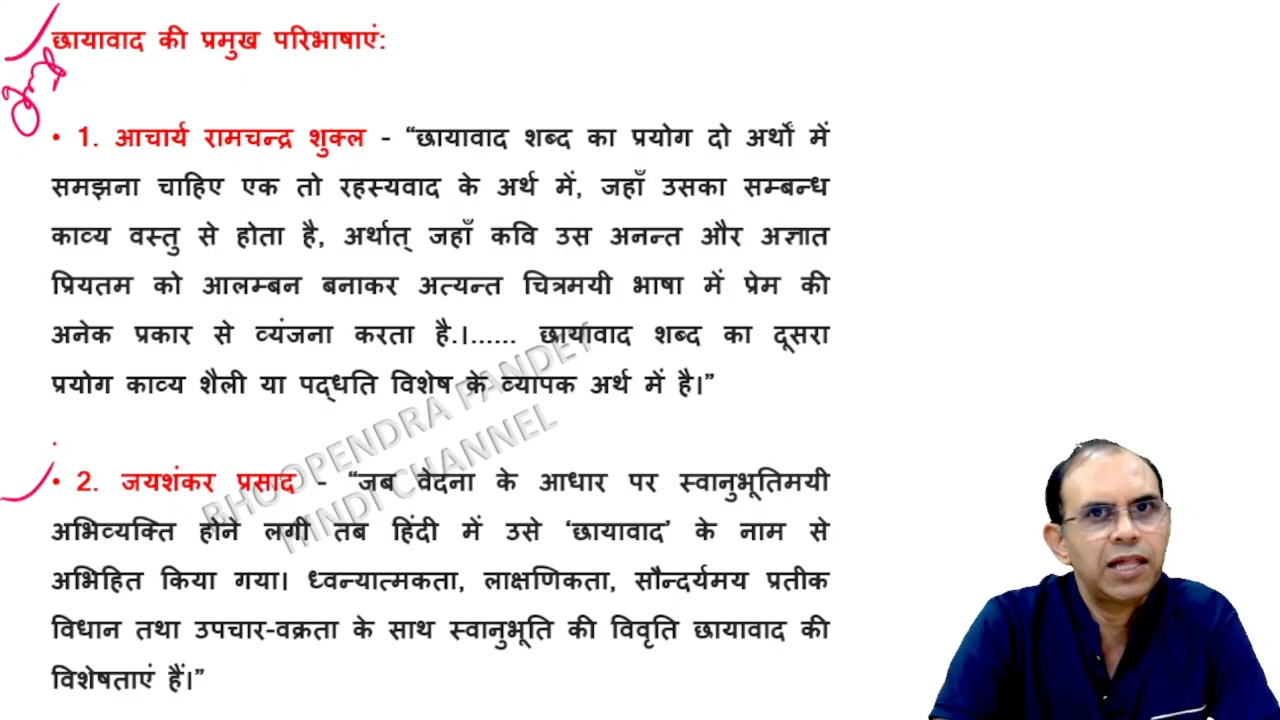 छायावाद की प्रमुख परिभाषाएं:
• 1. आचार्य रामचन्द्र शुक्ल - “छायावाद शब्द का प्रयोग दो अर्थों में
समझना चाहिए एक तो रहस्यवाद के अर्थ में, जहाँ उसका सम्बन्ध
काव्य वस्तु से होता है, अर्थात् जहाँ कवि उस अनन्त और अज्ञात
प्रियतम को आलम्बन बनाकर अत्यन्त चित्रमयी भाषा में प्रेम की
अनेक प्रकार से व्यंजना करता है.।...... छायावाद शब्द का दूसरा
प्रयोग काव्य शैली या पद्धति विशेष के व्यापक अर्थ में है।”
• 2. जयशंकर प्रसाद - “जब वेदना के आधार पर स्वानुभूतिमयी
अभिव्यक्ति होने लगी तब हिंदी में उसे ‘छायावाद’ के नाम से
अभिहित किया गया। ध्वन्यात्मकता, लाक्षणिकता, सौन्दर्यमय प्रतीक
विधान तथा उपचार-वक्रता के साथ स्वानुभूति की विवृति छायावाद की
विशेषताएं हैं।”
BHOOPENDRA PANDEY
HINDI CHANNEL